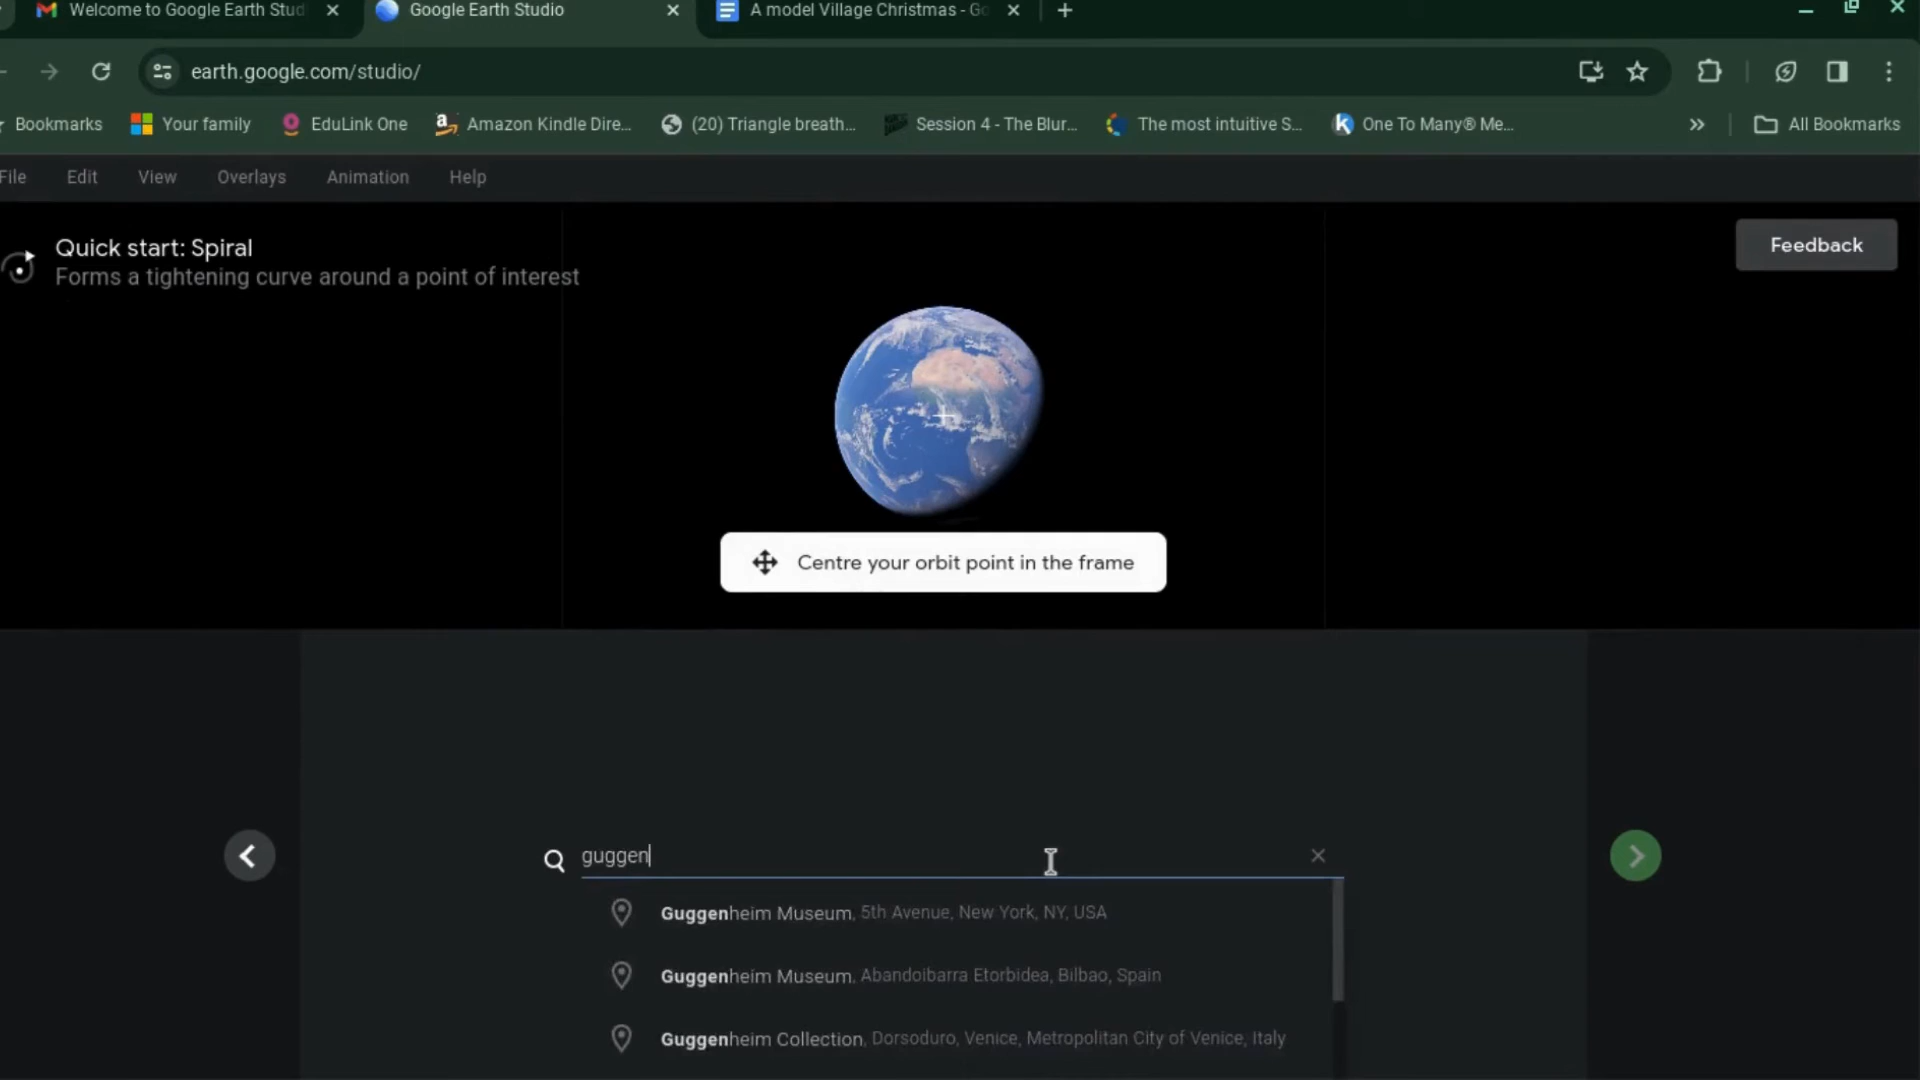 Welcome to Google Earth Stud
Google Earth Studio
A model Village Christmas - Go
earth.google.com/studio/
Bookmarks
Your family
EduLink One
Amazon Kindle Dire...
(20) Triangle breath...
Session 4 - The Blur...
The most intuitive S...
One To Many® Me...
All Bookmarks
File Edit View Overlays Animation Help
Quick start: Spiral
Forms a tightening curve around a point of interest
Feedback
Centre your orbit point in the frame
guggen
Guggenheim Museum, 5th Avenue, New York, NY, USA
Guggenheim Museum, Abandoibarra Etorbidea, Bilbao, Spain
Guggenheim Collection, Dorsoduro, Venice, Metropolitan City of Venice, Italy